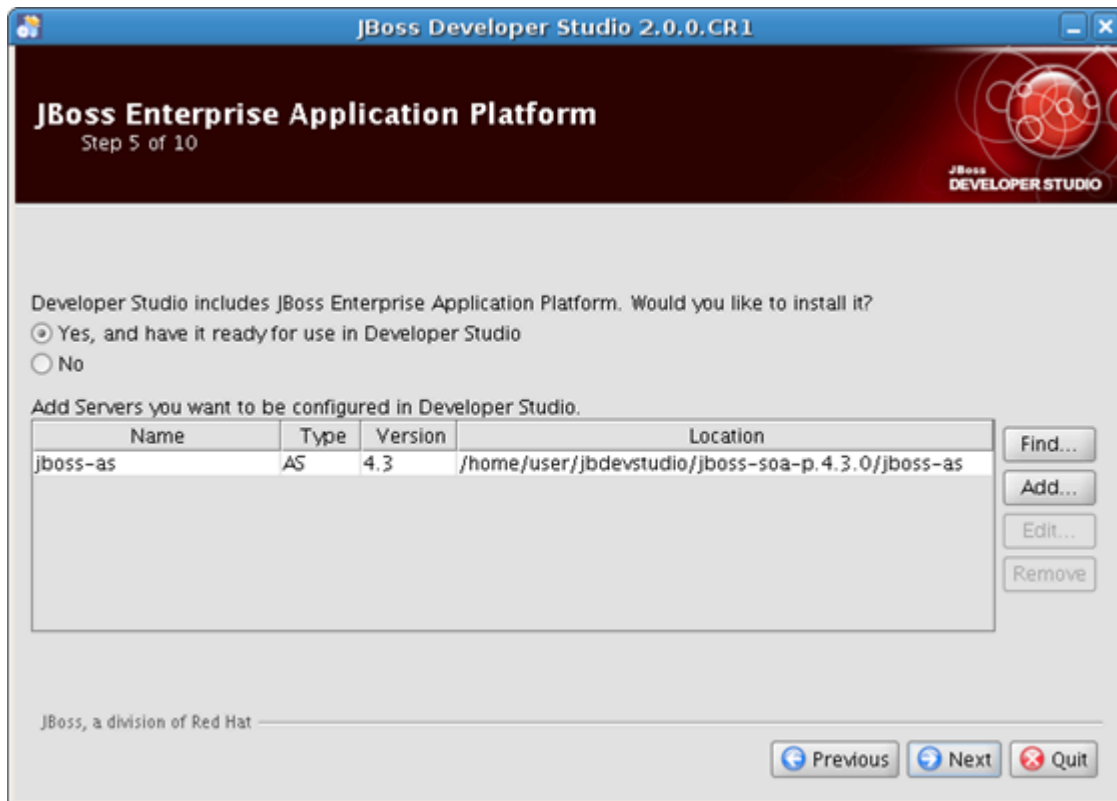 JBoss Developer Studio 2.0.0.CR1
JBoss Enterprise Application Platform
Step 5 of 10
JBoss
DEVELOPER STUDIO
Developer Studio includes JBoss Enterprise Application Platform. Would you like to install it?
Yes, and have it ready for use in Developer Studio
No
Add Servers you want to be configured in Developer Studio.
Name Type Version Location
jboss-as AS 4.3 /home/user/jbdevstudio/jboss-soa-p.4.3.0/jboss-as
Find...
Add...
Edit...
Remove
JBoss, a division of Red Hat
Previous Next Quit